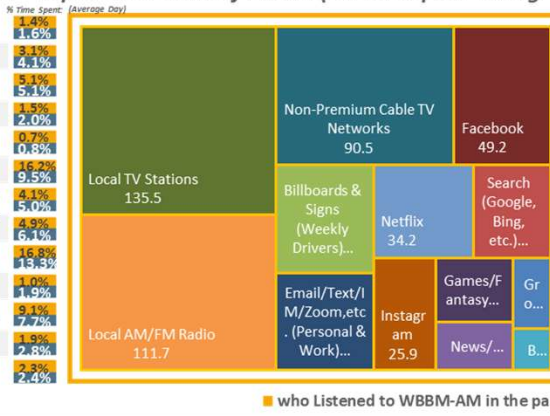 % Time Spent: (Average Day)
1.4%
1.6%
3.1%
4.1%
5.1%
5.1%
1.5%
2.0%
0.7%
0.8%
16.2%
9.5%
4.1%
5.0%
4.9%
6.1%
16.8%
13.3%
1.0%
1.9%
9.1%
7.7%
1.9%
2.8%
2.3%
2.4%
Local TV Stations
135.5
Local AM/FM Radio
111.7
Non-Premium Cable TV
Networks
90.5
Facebook
49.2
Billboards &
Signs
(Weekly
Drivers)...
Netflix
34.2
Search
(Google,
Bing,
etc.)...
Email/Text/I
M/Zoom,etc
. (Personal &
Work)...
Instagr
am
25.9
Games/F
antasy...
Gr
o...
News/...
B...
who Listened to WBBM-AM in the pa